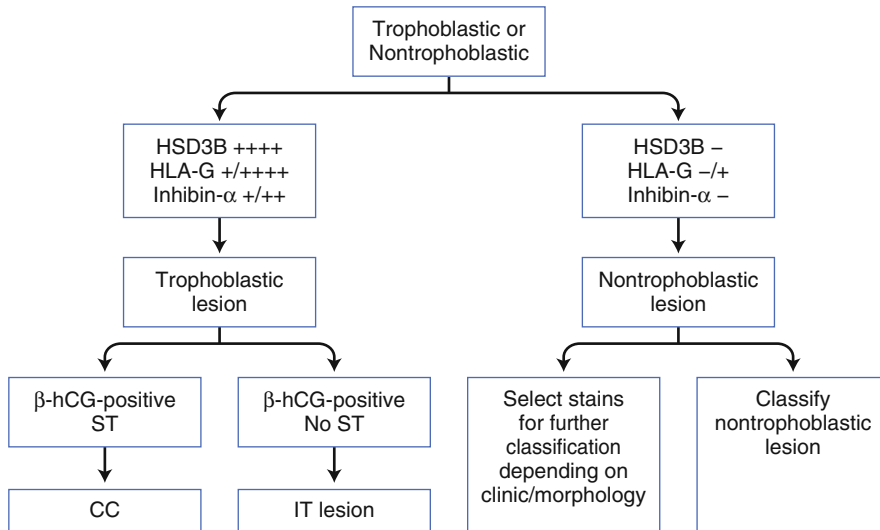 Trophoblastic or
Nontrophoblastic
HSD3B ++++
HLA-G +/++++
Inhibin-α +/++
HSD3B –
HLA-G –/+
Inhibin-α –
Trophoblastic
lesion
Nontrophoblastic
lesion
β-hCG-positive
ST
β-hCG-positive
No ST
Select stains
for further
classification
depending on
clinic/morphology
Classify
nontrophoblastic
lesion
CC
IT lesion